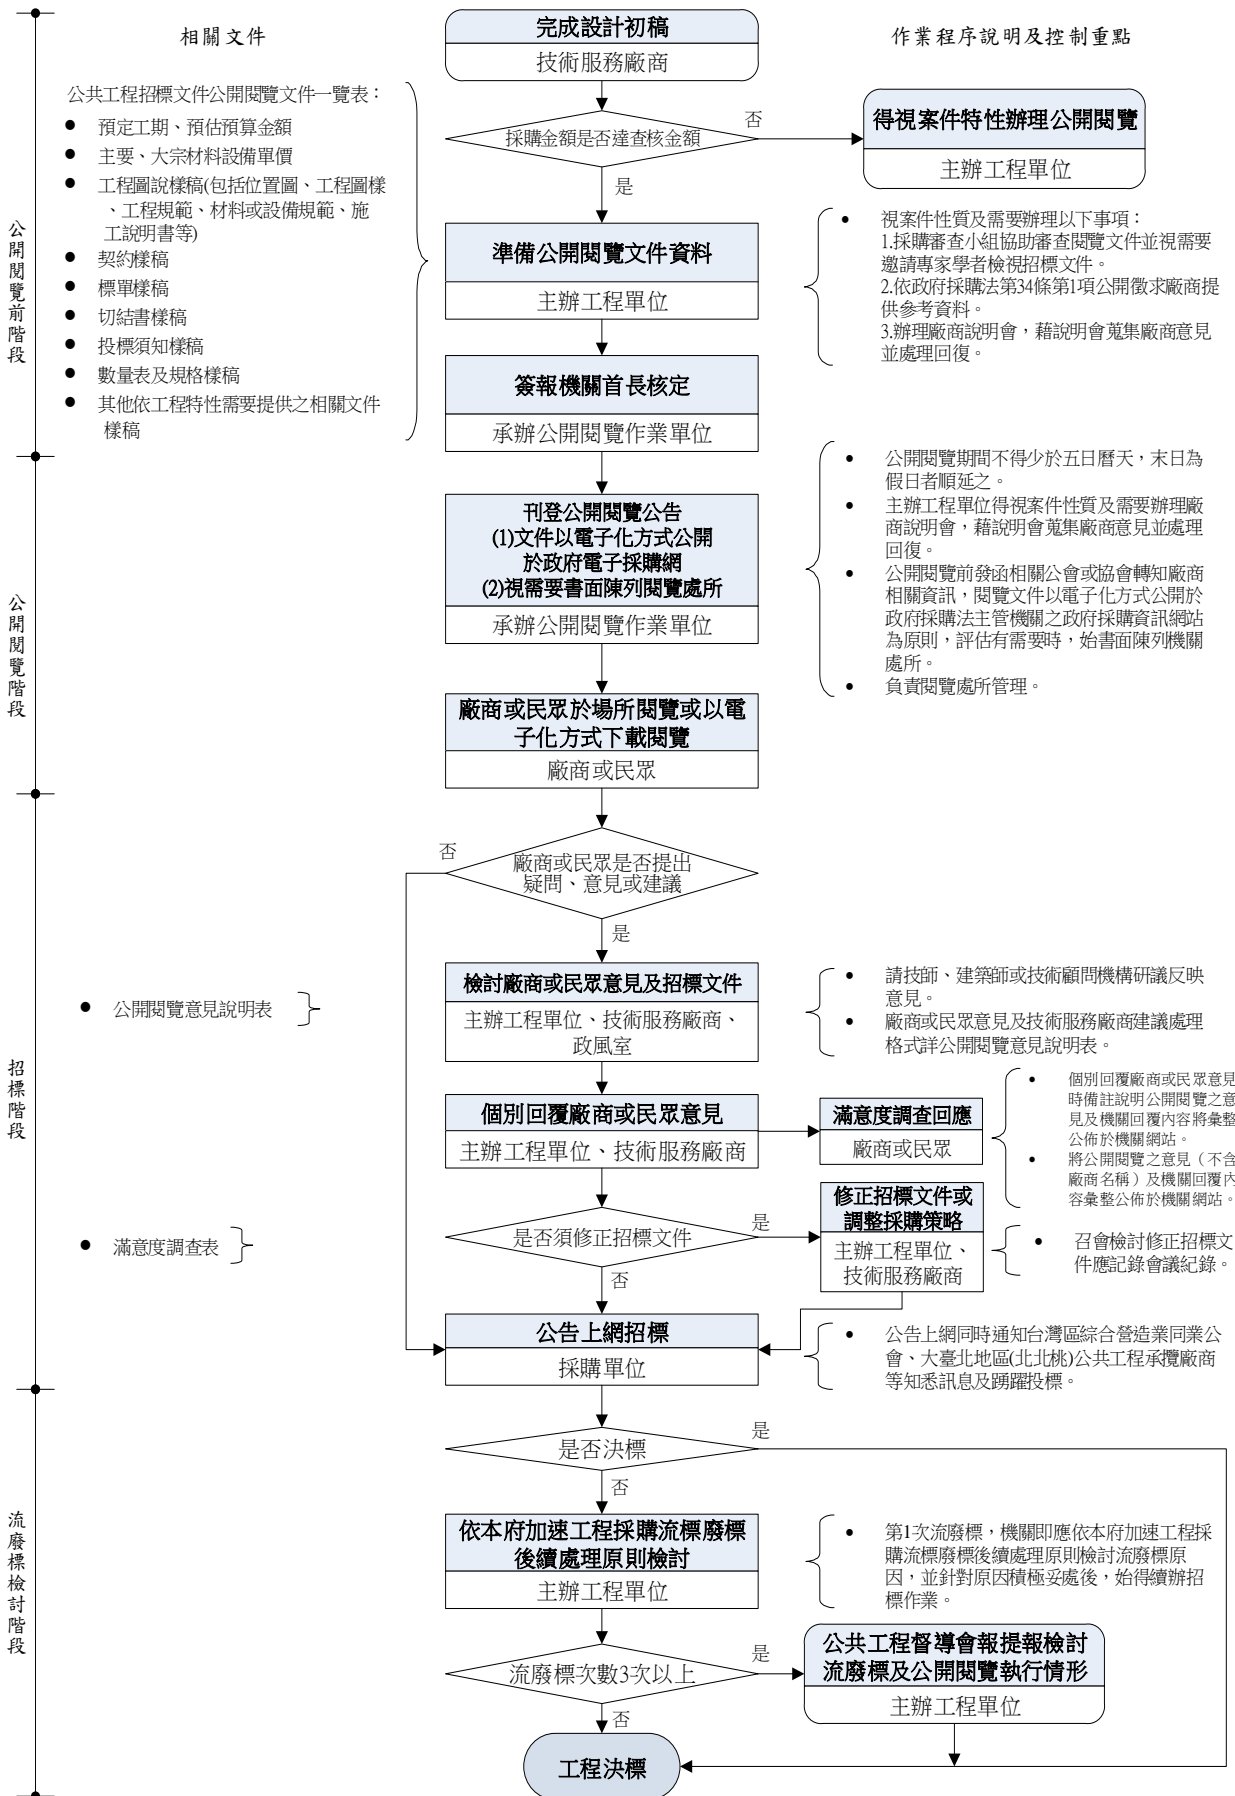 相關文件
作業程序說明及控制重點
完成設計初稿
技術服務廠商
公共工程招標文件公開閱覽文件一覽表：
● 預定工期、預估預算金額
● 主要、大宗材料設備單價
● 工程圖說樣稿(包括位置圖、工程圖樣
、工程規範、材料或設備規範、施
工說明書等)
● 契約樣稿
● 標單樣稿
● 切結書樣稿
● 投標須知樣稿
● 數量表及規格樣稿
● 其他依工程特性需要提供之相關文件
樣稿
採購金額是否達查核金額
否
是
得視案件特性辦理公開閱覽
主辦工程單位
公開閱覽前階段
準備公開閱覽文件資料
主辦工程單位
● 視案件性質及需要辦理以下事項：
1.採購審查小組協助審查閱覽文件並視需要
邀請專家學者檢視招標文件。
2.依政府採購法第34條第1項公開徵求廠商提
供參考資料。
3.辦理廠商說明會，藉說明會蒐集廠商意見
並處理回復。
簽報機關首長核定
承辦公開閱覽作業單位
公開閱覽階段
刊登公開閱覽公告
(1)文件以電子化方式公開
於政府電子採購網
(2)視需要書面陳列閱覽處所
承辦公開閱覽作業單位
● 公開閱覽期間不得少於五日曆天，末日為
假日者順延之。
● 主辦工程單位得視案件性質及需要辦理廠
商說明會，藉說明會蒐集廠商意見並處理
回復。
● 公開閱覽前發函相關公會或協會轉知廠商
相關資訊，閱覽文件以電子化方式公開於
政府採購法主管機關之政府採購資訊網站
為原則，評估有需要時，始書面陳列機關
處所。
● 負責閱覽處所管理。
廠商或民眾於場所閱覽或以電
子化方式下載閱覽
廠商或民眾
招標階段
廠商或民眾是否提出
疑問、意見或建議
否
是
● 公開閱覽意見說明表
檢討廠商或民眾意見及招標文件
主辦工程單位、技術服務廠商、
政風室
● 請技師、建築師或技術顧問機構研議反映
意見。
● 廠商或民眾意見及技術服務廠商建議處理
格式詳公開閱覽意見說明表。
個別回覆廠商或民眾意見
主辦工程單位、技術服務廠商
滿意度調查回應
廠商或民眾
● 個別回覆廠商或民眾意見
時備註說明公開閱覽之意
見及機關回覆內容將彙整
公佈於機關網站。
● 將公開閱覽之意見（不含
廠商名稱）及機關回覆內
容彙整公佈於機關網站。
● 滿意度調查表
是否須修正招標文件
是
否
修正招標文件或
調整採購策略
主辦工程單位、
技術服務廠商
● 召會檢討修正招標文
件應記錄會議紀錄。
公告上網招標
採購單位
● 公告上網同時通知台灣區綜合營造業同業公
會、大臺北地區(北北桃)公共工程承攬廠商
等知悉訊息及踴躍投標。
流廢標檢討階段
是否決標
是
否
依本府加速工程採購流標廢標
後續處理原則檢討
主辦工程單位
● 第1次流廢標，機關即應依本府加速工程採
購流標廢標後續處理原則檢討流廢標原
因，並針對原因積極妥處後，始得續辦招
標作業。
流廢標次數3次以上
是
否
公共工程督導會報提報檢討
流廢標及公開閱覽執行情形
主辦工程單位
工程決標